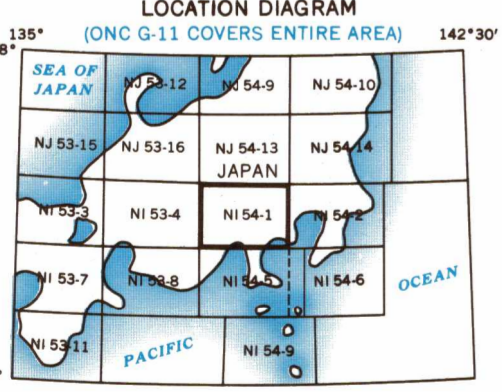 LOCATION DIAGRAM
135° (ONC G-11 COVERS ENTIRE AREA) 142°30'
8°
SEA OF
JAPAN
NJ 53-12 NJ 54-9 NJ 54-10
NJ 53-15 NJ 53-16 NJ 54-13 NJ 54-14
JAPAN
NI 53-3 NI 53-4 NI 54-1 NI 54-2
NI 53-7 NI 53-8 NI 54-5 NI 54-6 OCEAN
NI 53-11 PACIFIC NI 54-9